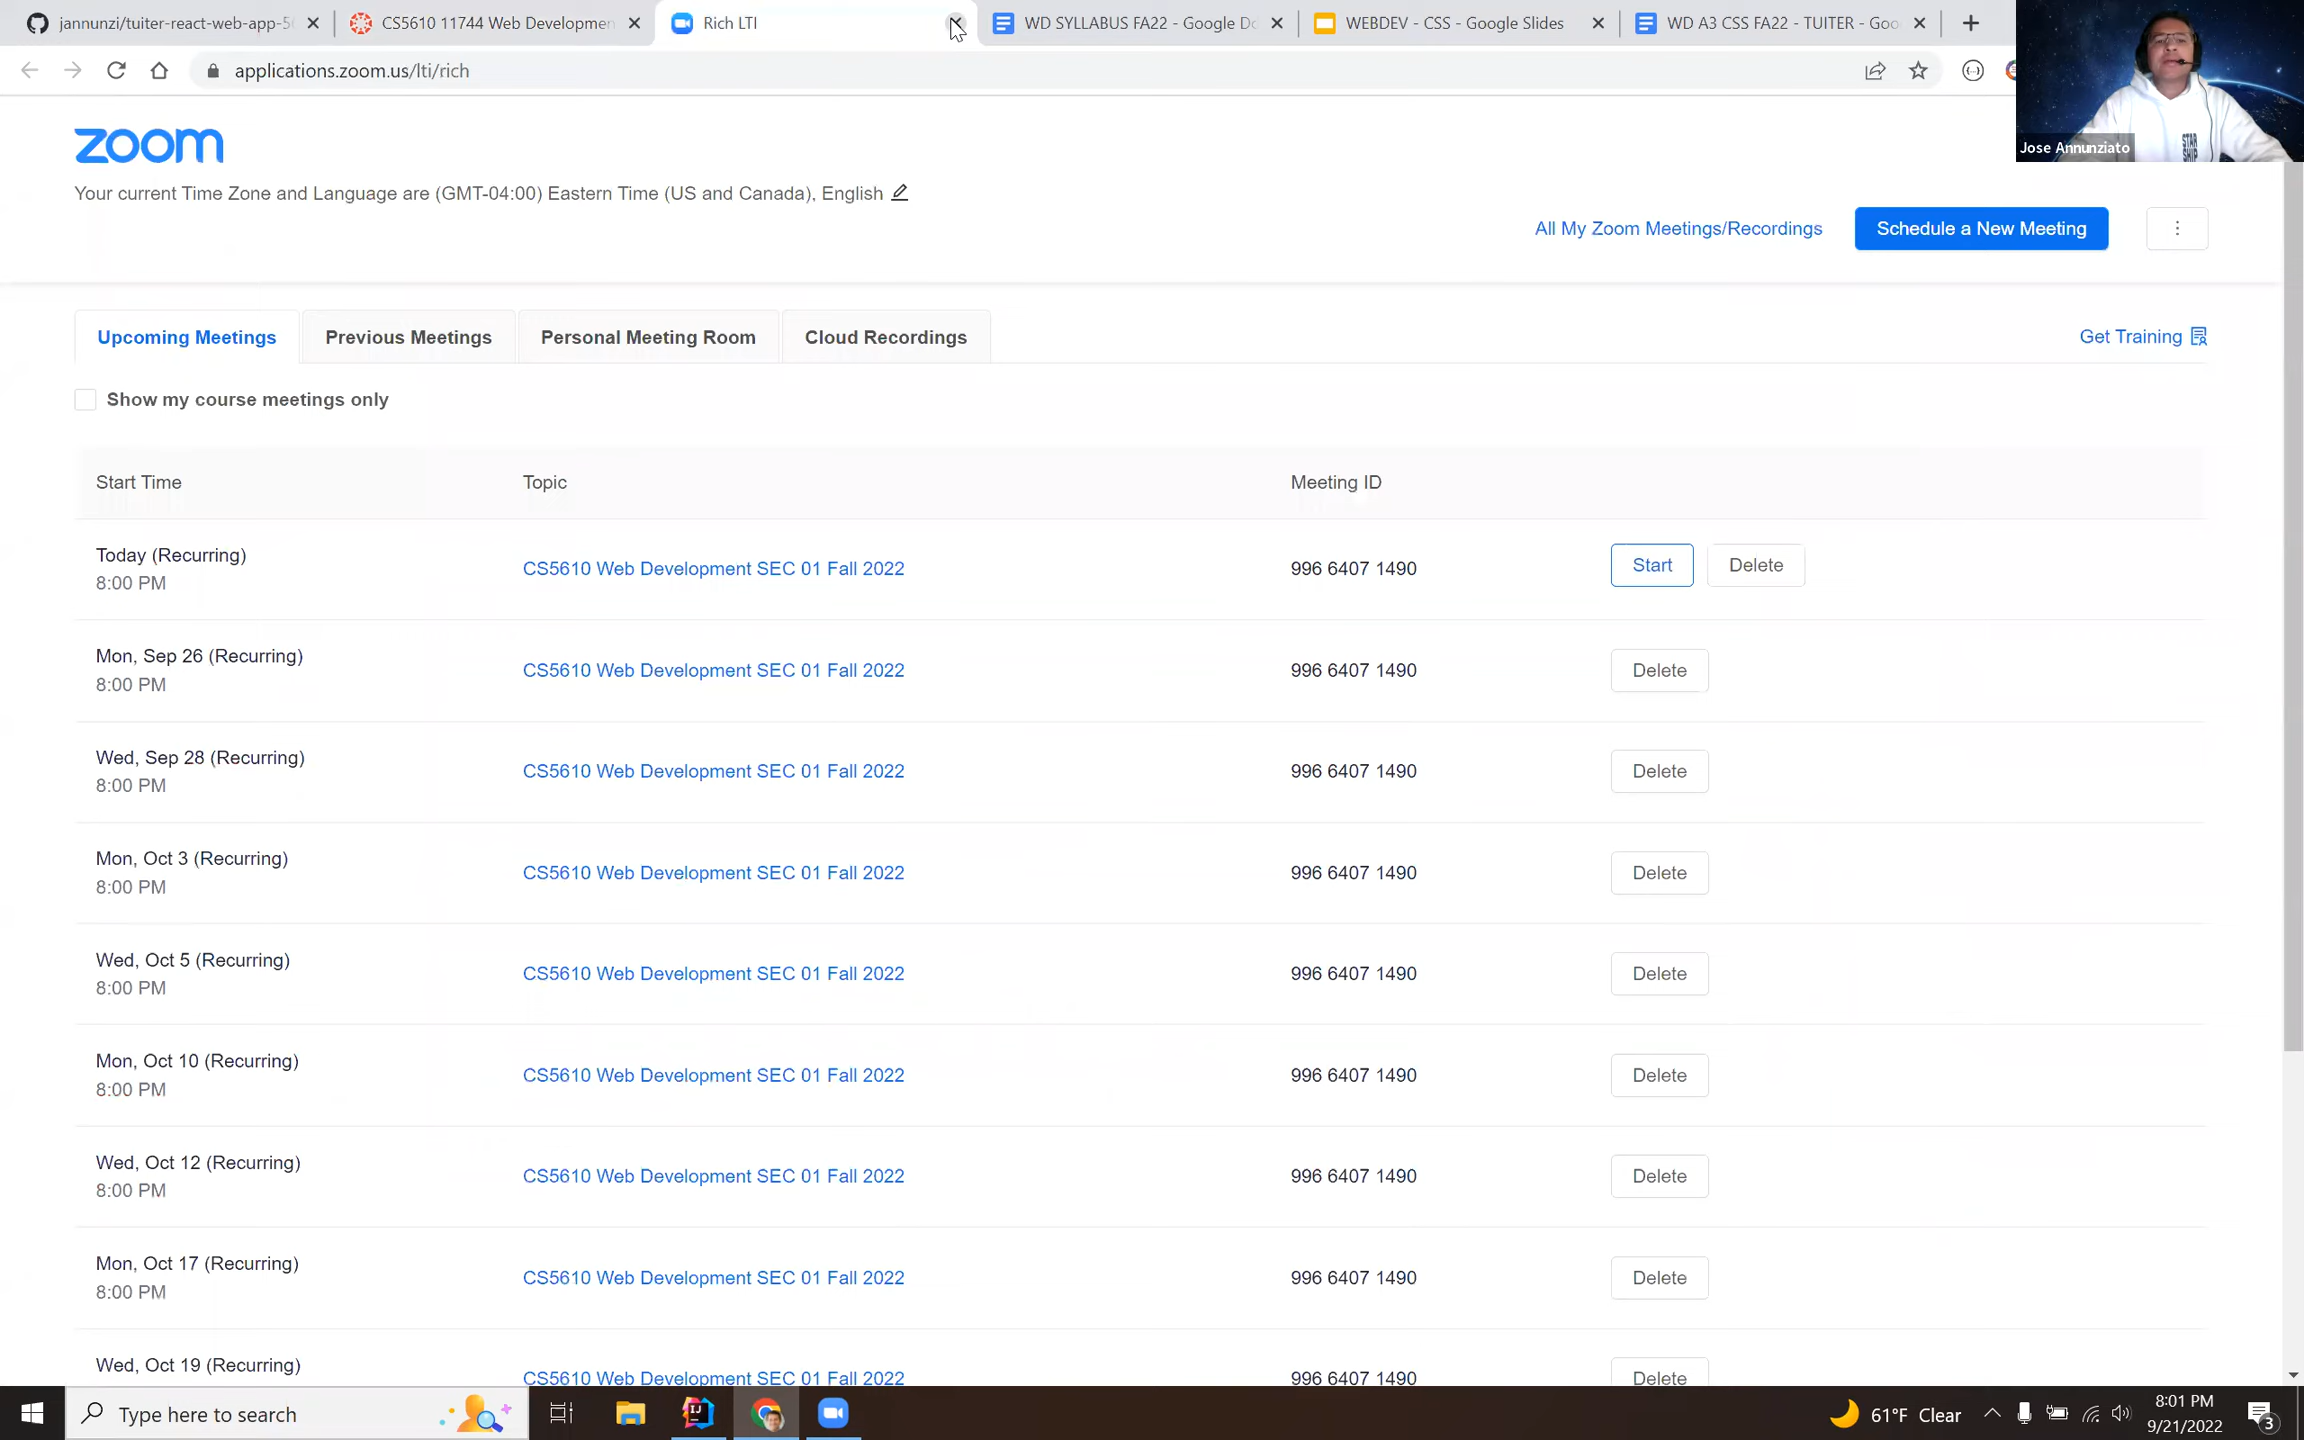 jannunzi/tuiter-react-web-app-5
CS5610 11744 Web Developmen
Rich LTI
WD SYLLABUS FA22 - Google Do
WEBDEV - CSS - Google Slides
WD A3 CSS FA22 - TUITER - Goo
applications.zoom.us/lti/rich
STAR
SHIP
Jose Annunziato
zoom
Your current Time Zone and Language are (GMT-04:00) Eastern Time (US and Canada), English
All My Zoom Meetings/Recordings
Schedule a New Meeting
Upcoming Meetings
Previous Meetings
Personal Meeting Room
Cloud Recordings
Get Training
Show my course meetings only
Start Time Topic Meeting ID
Today (Recurring)
8:00 PM
CS5610 Web Development SEC 01 Fall 2022 996 6407 1490 Start Delete
Mon, Sep 26 (Recurring)
8:00 PM
CS5610 Web Development SEC 01 Fall 2022 996 6407 1490 Delete
Wed, Sep 28 (Recurring)
8:00 PM
CS5610 Web Development SEC 01 Fall 2022 996 6407 1490 Delete
Mon, Oct 3 (Recurring)
8:00 PM
CS5610 Web Development SEC 01 Fall 2022 996 6407 1490 Delete
Wed, Oct 5 (Recurring)
8:00 PM
CS5610 Web Development SEC 01 Fall 2022 996 6407 1490 Delete
Mon, Oct 10 (Recurring)
8:00 PM
CS5610 Web Development SEC 01 Fall 2022 996 6407 1490 Delete
Wed, Oct 12 (Recurring)
8:00 PM
CS5610 Web Development SEC 01 Fall 2022 996 6407 1490 Delete
Mon, Oct 17 (Recurring)
8:00 PM
CS5610 Web Development SEC 01 Fall 2022 996 6407 1490 Delete
Wed, Oct 19 (Recurring)
CS5610 Web Development SEC 01 Fall 2022 996 6407 1490 Delete
Type here to search
IJ
61°F Clear
8:01 PM
9/21/2022
3